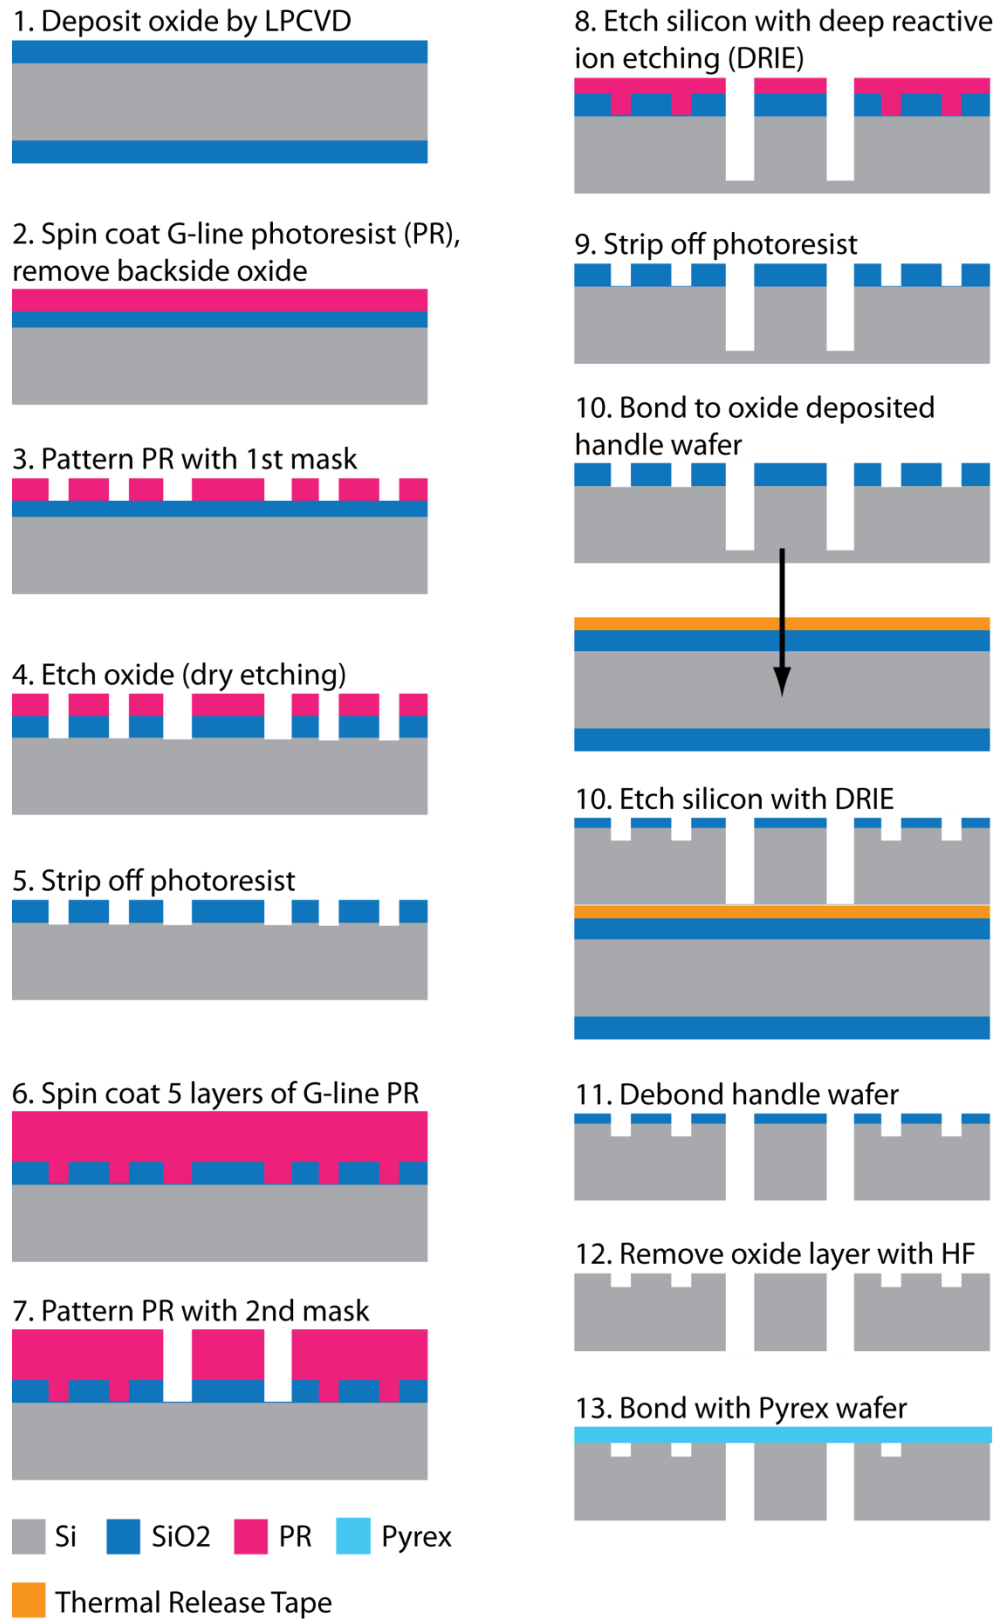 1. Deposit oxide by LPCVD
2. Spin coat G-line photoresist (PR),
remove backside oxide
3. Pattern PR with 1st mask
4. Etch oxide (dry etching)
5. Strip off photoresist
6. Spin coat 5 layers of G-line PR
7. Pattern PR with 2nd mask
Si
SiO2
PR
Pyrex
Thermal Release Tape
8. Etch silicon with deep reactive
ion etching (DRIE)
9. Strip off photoresist
10. Bond to oxide deposited
handle wafer
10. Etch silicon with DRIE
11. Debond handle wafer
12. Remove oxide layer with HF
13. Bond with Pyrex wafer